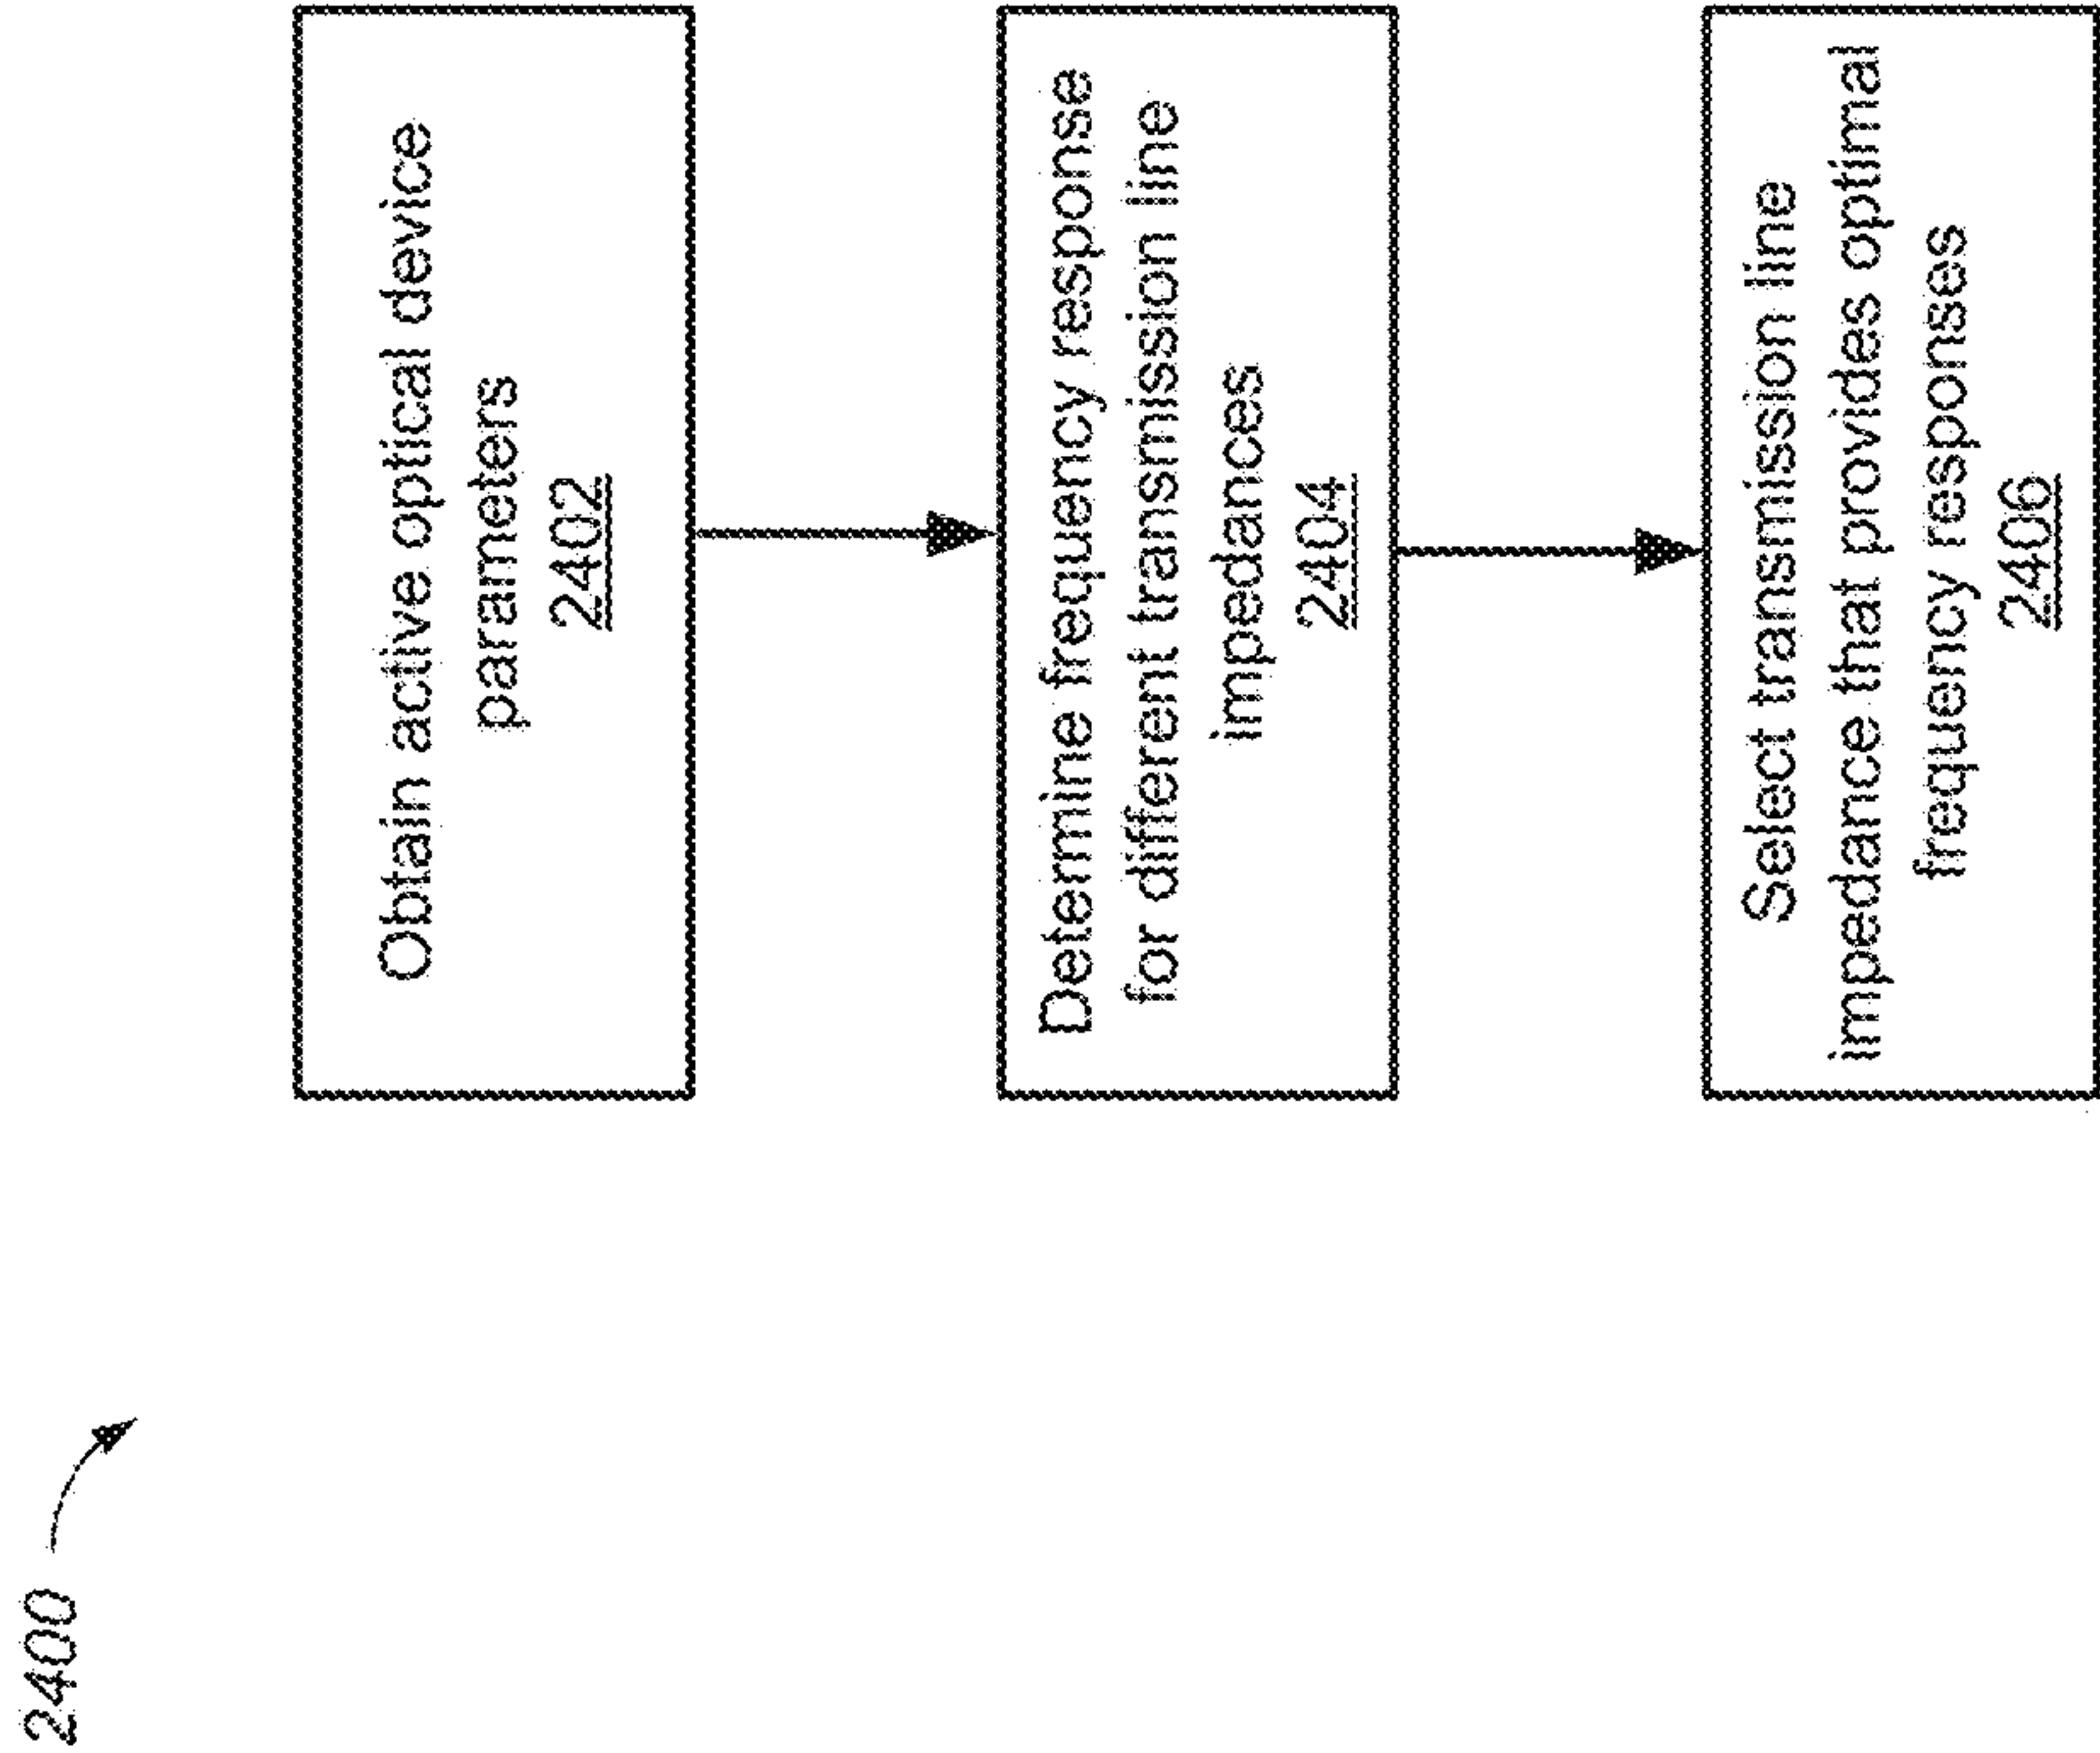 2400
Obtain active optical device
parameters
2402
Determine frequency response
for different transmission line
impedances
2404
Select transmission line
impedance that provides optimal
frequency responses
2406